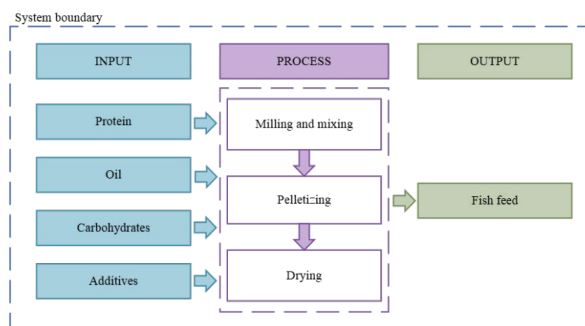 System boundary
INPUT
PROCESS
OUTPUT
Protein
Milling and mixing
Oil
Pelletizing
Fish feed
Carbohydrates
Additives
Drying